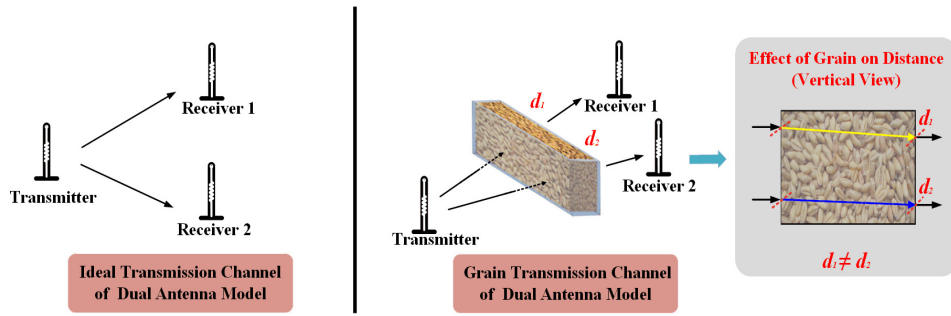 Receiver 1
Transmitter
Receiver 2
Ideal Transmission Channel
of Dual Antenna Model
d₁
d₂
Receiver 1
Receiver 2
Transmitter
Grain Transmission Channel
of Dual Antenna Model
Effect of Grain on Distance
(Vertical View)
d₁
d₂
d₁≠ d₂